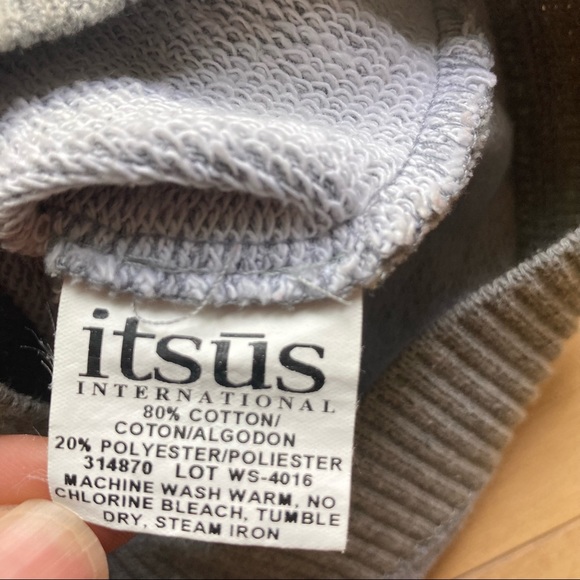 itsūs
INTERNATIONAL
80% COTTON/
COTON/ALGODON
20% POLYESTER/POLIESTER
314870 LOT WS-4016
MACHINE WASH WARM, NO
CHLORINE BLEACH, TUMBLE
DRY, STEAM IRON